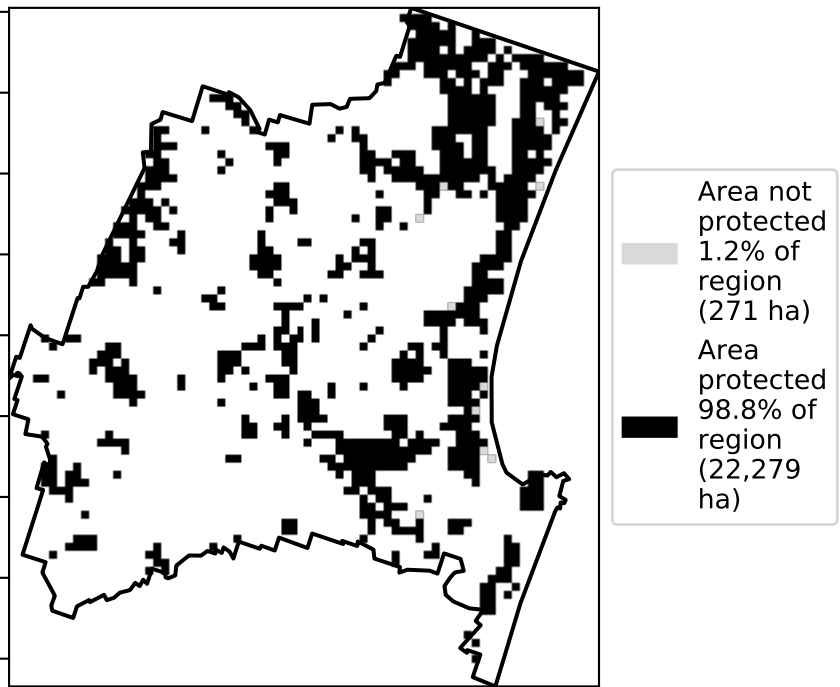 Area not
protected
1.2% of
region
(271 ha)
Area
protected
98.8% of
region
(22,279
ha)